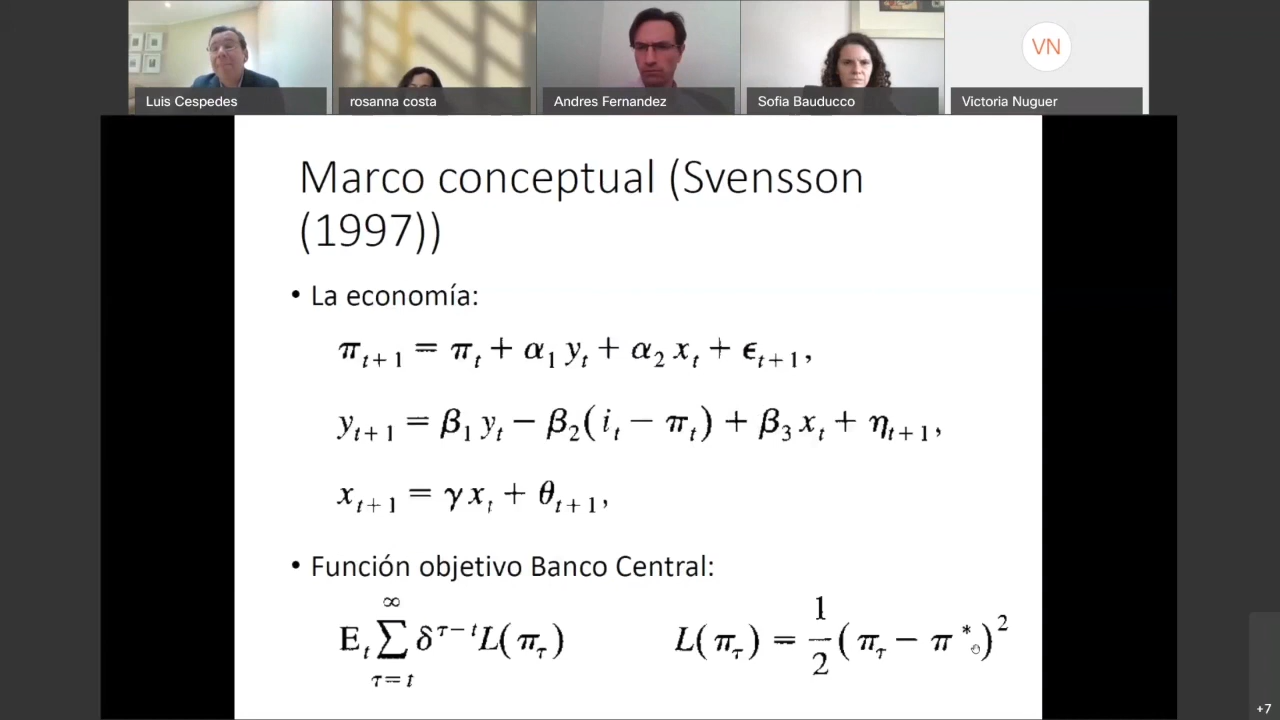 VN
Luis Cespedes
rosanna costa
Andres Fernandez
Sofia Bauducco
Victoria Nuguer
Marco conceptual (Svensson
(1997))
• La economía:
π_{t+1} = π_t + α_1 y_t + α_2 x_t + ϵ_{t+1},
y_{t+1} = β_1 y_t − β_2(i_t − π_t) + β_3 x_t + η_{t+1},
x_{t+1} = γ x_t + θ_{t+1},
• Función objetivo Banco Central:
E_t ∑_{τ=t}^{∞} δ^{τ−t} L(π_τ)
L(π_τ) = 1/2 (π_τ − π*)^2
+7